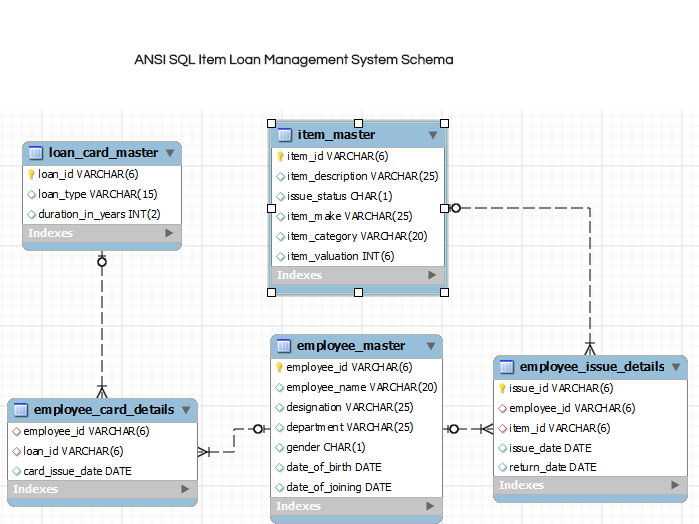 ANSI SQL Item Loan Management System Schema
loan_card_master
loan_id VARCHAR(6)
loan_type VARCHAR(15)
duration_in_years INT(2)
Indexes
item_master
item_id VARCHAR(6)
item_description VARCHAR(25)
issue_status CHAR(1)
item_make VARCHAR(25)
item_category VARCHAR(20)
item_valuation INT(6)
Indexes
employee_card_details
employee_id VARCHAR(6)
loan_id VARCHAR(6)
card_issue_date DATE
Indexes
employee_master
employee_id VARCHAR(6)
employee_name VARCHAR(20)
designation VARCHAR(25)
department VARCHAR(25)
gender CHAR(1)
date_of_birth DATE
date_of_joining DATE
Indexes
employee_issue_details
issue_id VARCHAR(6)
employee_id VARCHAR(6)
item_id VARCHAR(6)
issue_date DATE
return_date DATE
Indexes